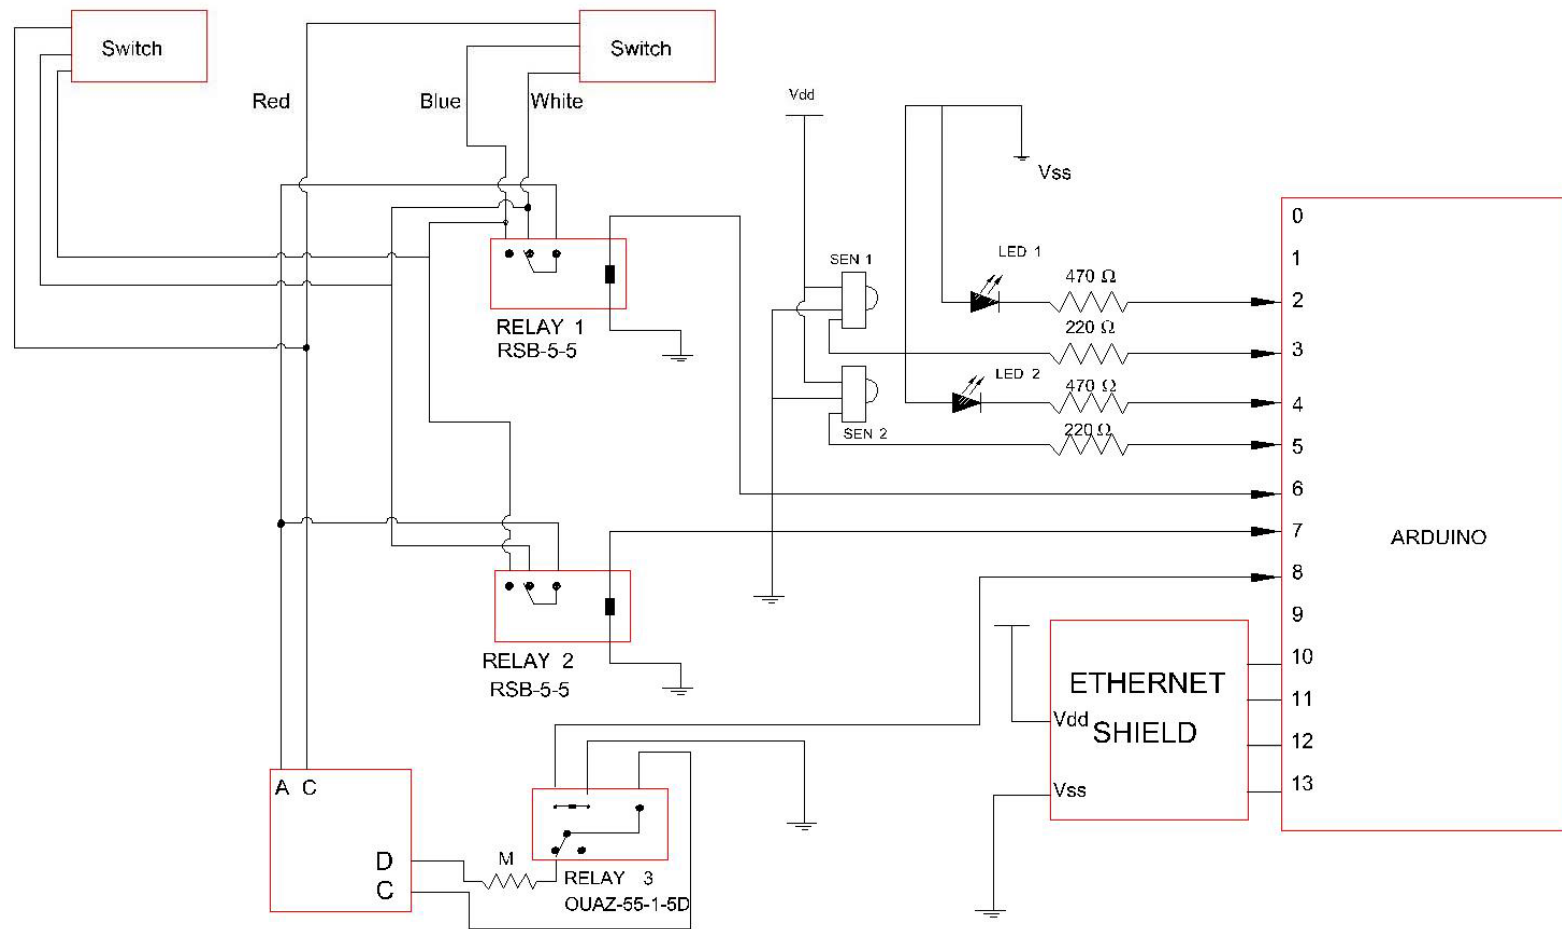 Switch
Switch
Red
Blue
White
Vdd
Vss
SEN 1
LED 1
470 Ω
220 Ω
LED 2
470 Ω
220 Ω
SEN 2
RELAY 1
RSB-5-5
RELAY 2
RSB-5-5
0
1
2
3
4
5
6
7
8
9
10
11
12
13
ARDUINO
ETHERNET
SHIELD
Vdd
Vss
A C
D
C
M
RELAY 3
OUAZ-55-1-5D